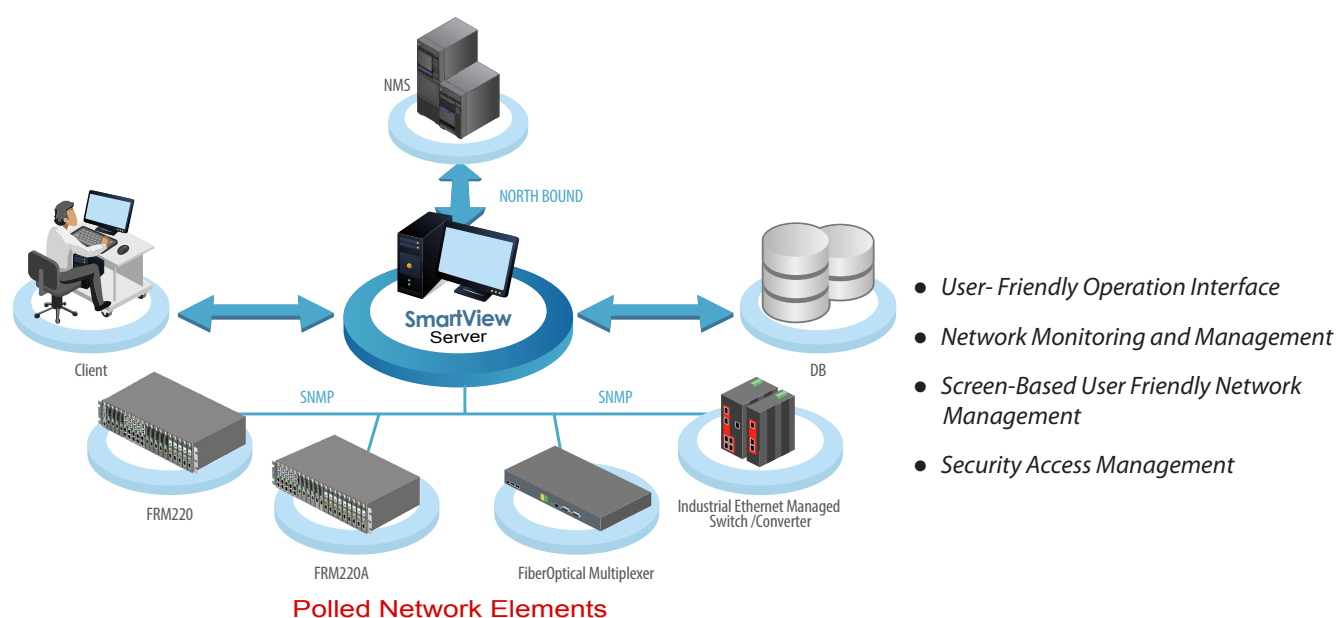 NMS
NORTH BOUND
SmartView
Server
Client
DB
SNMP
SNMP
FRM220
FRM220A
FiberOptical Multiplexer
Industrial Ethernet Managed
Switch /Converter
Polled Network Elements
● User- Friendly Operation Interface
● Network Monitoring and Management
● Screen-Based User Friendly Network
Management
● Security Access Management